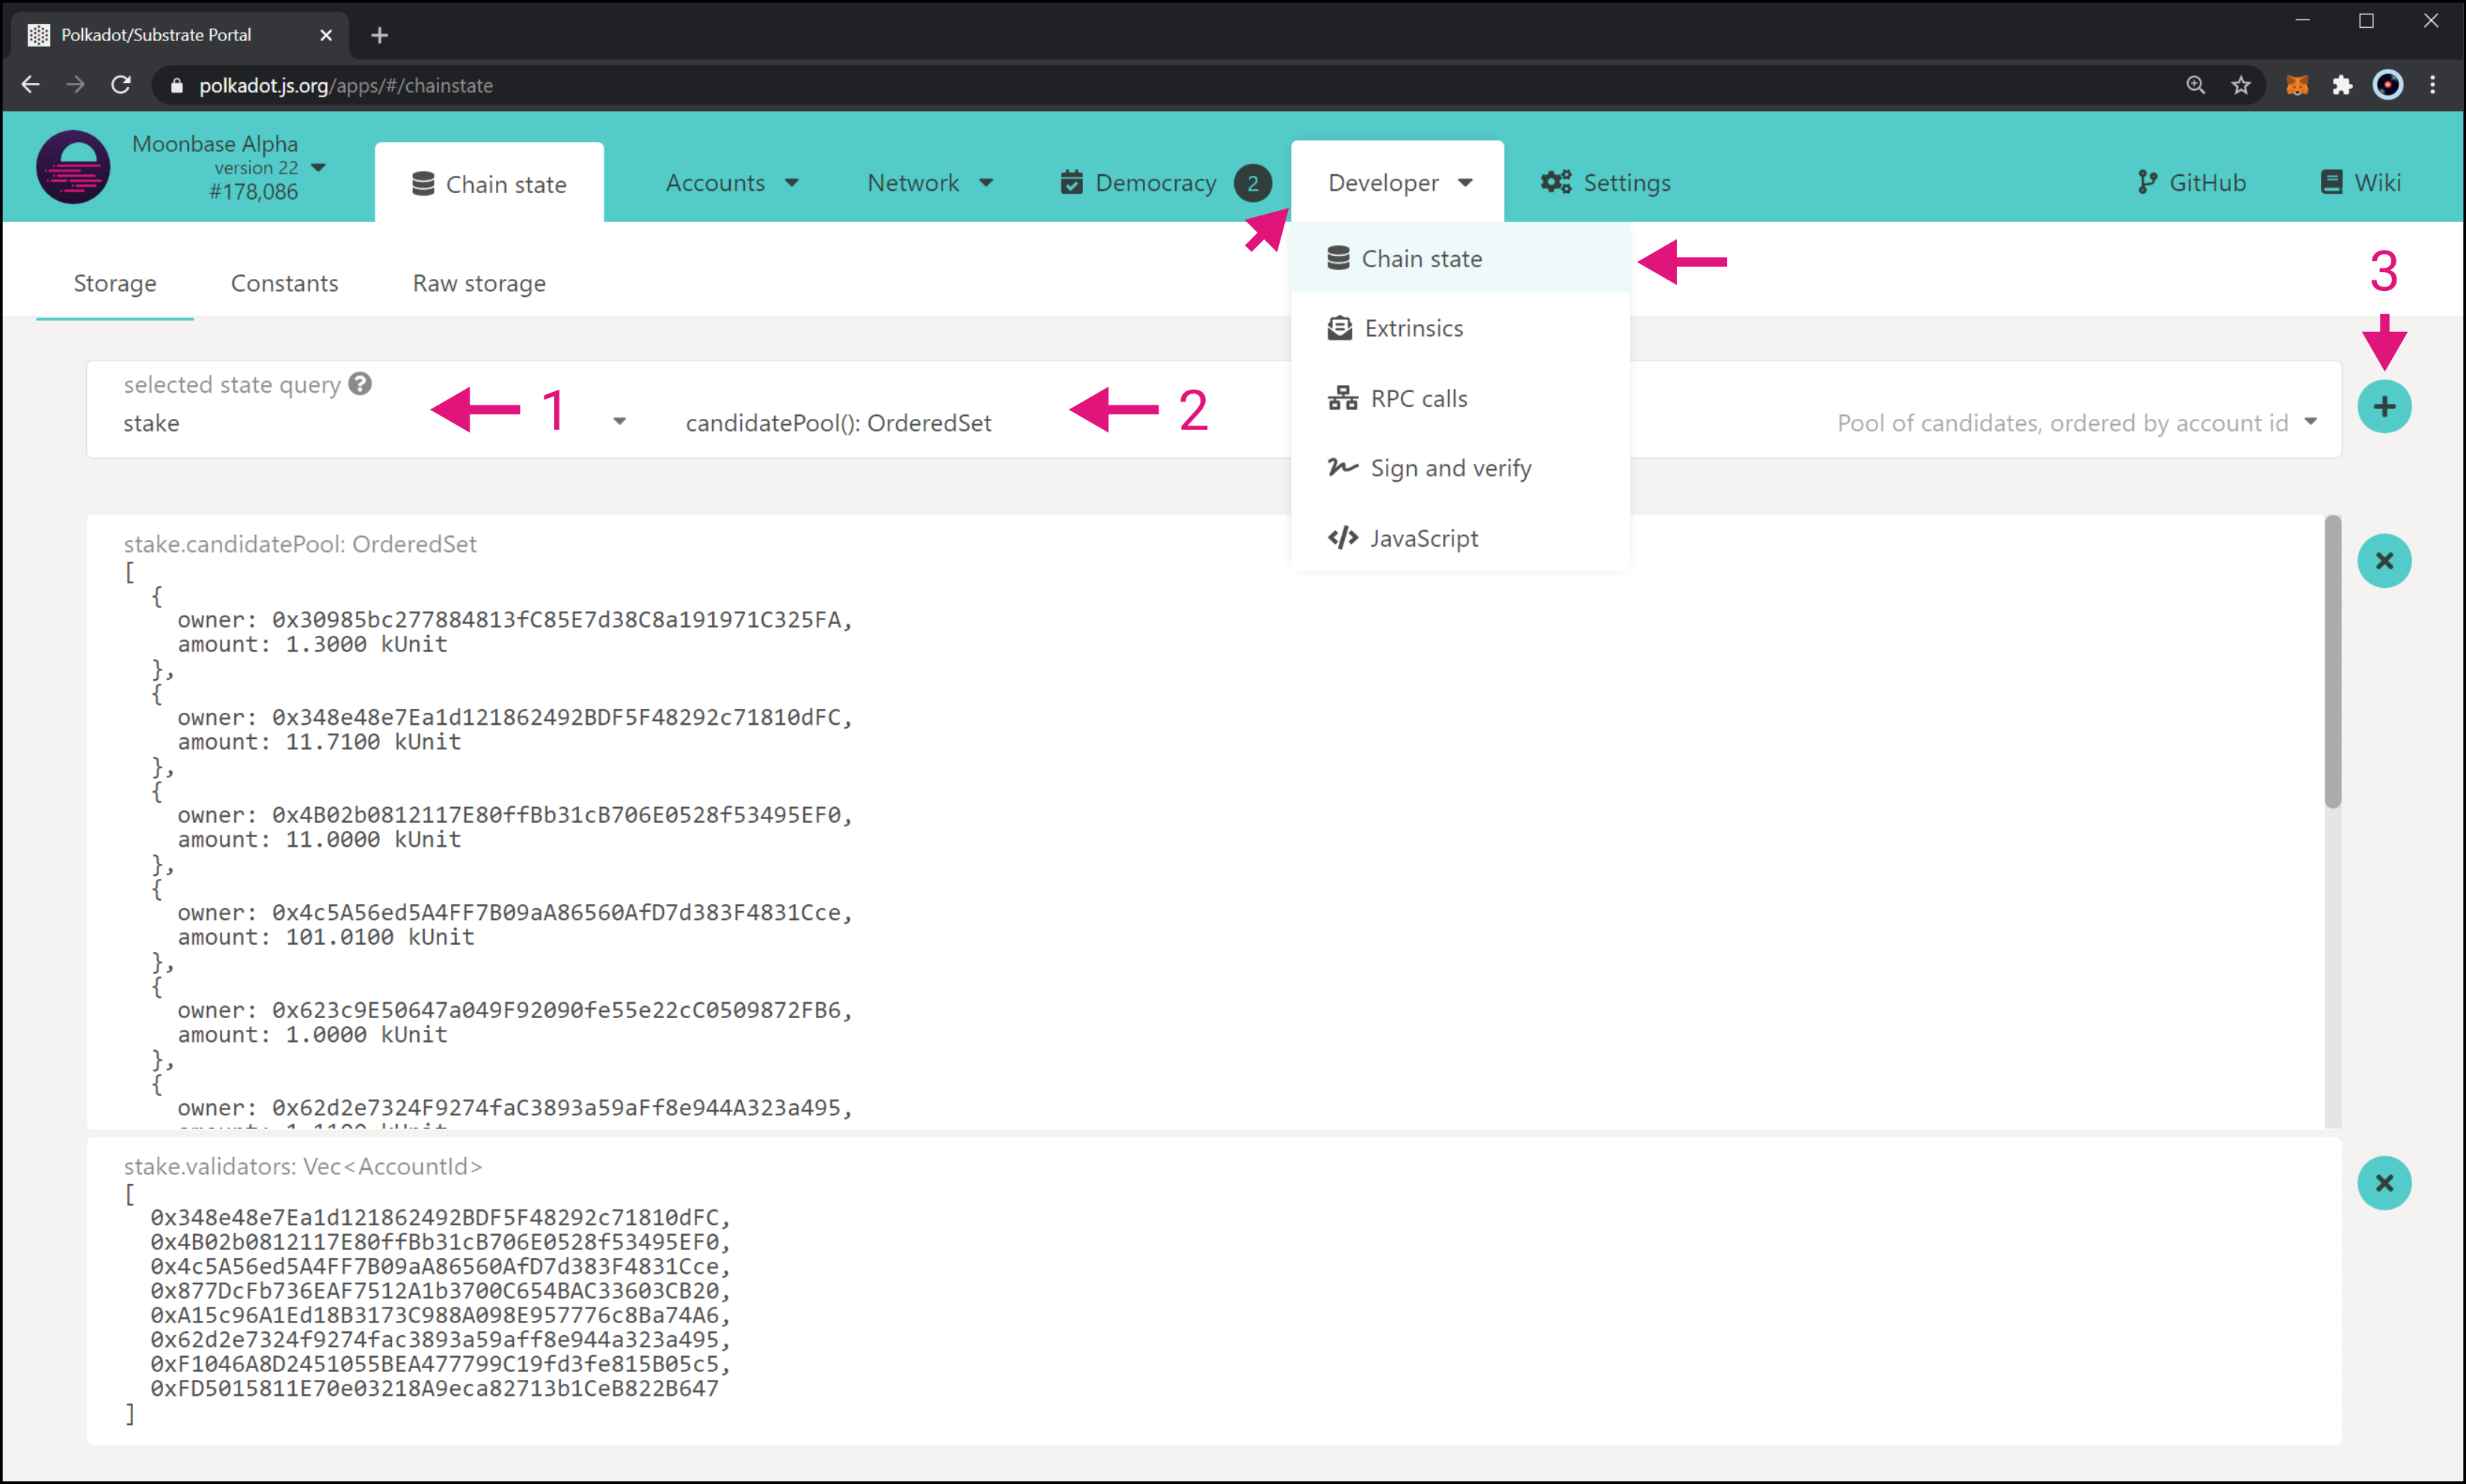 Polkadot/Substrate Portal
polkadot.js.org/apps/#/chainstate
Moonbase Alpha
version 22
#178,086
Chain state
Accounts
Network
Democracy 2
Developer
Settings
GitHub
Wiki
Chain state
Extrinsics
RPC calls
Sign and verify
JavaScript
Storage
Constants
Raw storage
3
selected state query ?
stake
1
candidatePool(): OrderedSet
2
Pool of candidates, ordered by account id
stake.candidatePool: OrderedSet
[
{
owner: 0x30985bc277884813fC85E7d38C8a191971C325FA,
amount: 1.3000 kUnit
},
{
owner: 0x348e48e7Ea1d121862492BDF5F48292c71810dFC,
amount: 11.7100 kUnit
},
{
owner: 0x4B02b0812117E80ffBb31cB706E0528f53495EF0,
amount: 11.0000 kUnit
},
{
owner: 0x4c5A56ed5A4FF7B09aA86560AfD7d383F4831Cce,
amount: 101.0100 kUnit
},
{
owner: 0x623c9E50647a049F92090fe55e22cC0509872FB6,
amount: 1.0000 kUnit
},
{
owner: 0x62d2e7324F9274faC3893a59aFf8e944A323a495,
stake.validators: Vec<AccountId>
[
0x348e48e7Ea1d121862492BDF5F48292c71810dFC,
0x4B02b0812117E80ffBb31cB706E0528f53495EF0,
0x4c5A56ed5A4FF7B09aA86560AfD7d383F4831Cce,
0x877DcFb736EAF7512A1b3700C654BAC33603CB20,
0xA15c96A1Ed18B3173C988A098E957776c8Ba74A6,
0x62d2e7324f9274fac3893a59aff8e944a323a495,
0xF1046A8D2451055BEA477799C19fd3fe815B05c5,
0xFD5015811E70e03218A9eca82713b1CeB822B647
]